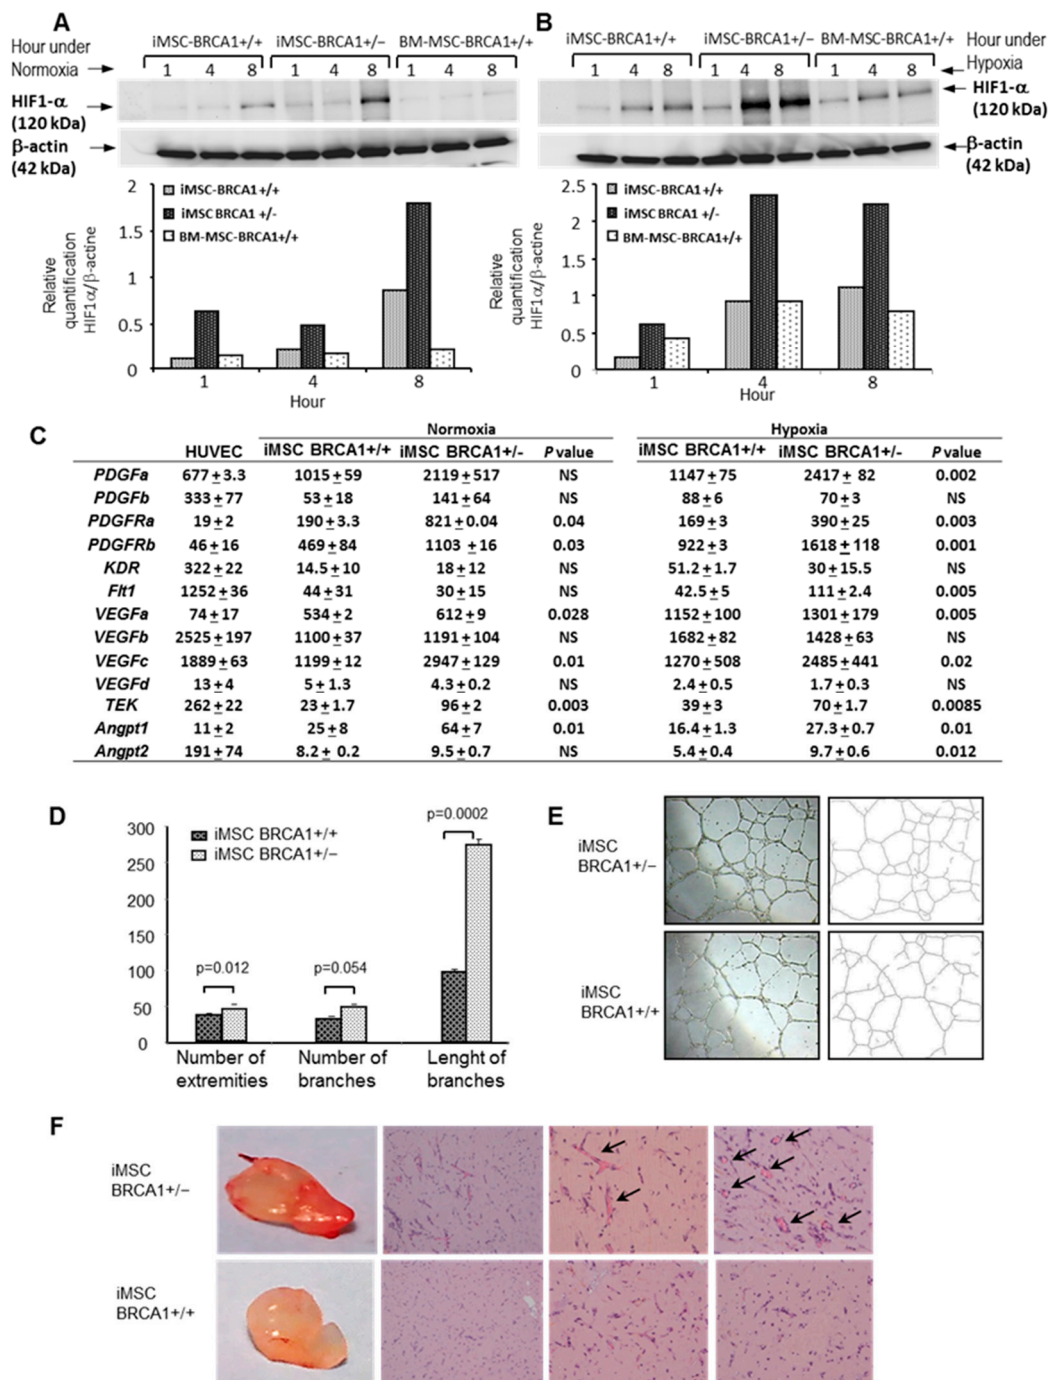 A
iMSC-BRCA1+/+ iMSC-BRCA1+/− BM-MSC-BRCA1+/+
Hour under
Normoxia
1 4 8 1 4 8 1 4 8
HIF1-α
(120 kDa)
β-actin
(42 kDa)
iMSC-BRCA1+/+
iMSC BRCA1 +/-
BM-MSC-BRCA1+/+
Relative
quantification
HIF1α/β-actine
2
1.5
1
0.5
0
1 4 8
Hour
B
iMSC-BRCA1+/+ iMSC-BRCA1+/− BM-MSC-BRCA1+/+
Hour under
Hypoxia
1 4 8 1 4 8 1 4 8
HIF1-α
(120 kDa)
β-actin
(42 kDa)
iMSC-BRCA1+/+
iMSC BRCA1 +/-
BM-MSC-BRCA1+/+
Relative
quantification
HIF1α/β-actine
2.5
2
1.5
1
0.5
0
1 4 8
Hour
C
Normoxia Hypoxia
HUVEC iMSC BRCA1+/+ iMSC BRCA1+/- P value iMSC BRCA1+/+ iMSC BRCA1+/- P value
PDGFa 677±3.3 1015±59 2119±517 NS 1147±75 2417± 82 0.002
PDGFb 333±77 53±18 141±64 NS 88±6 70±3 NS
PDGFRa 19±2 190±3.3 821±0.04 0.04 169±3 390±25 0.003
PDGFRb 46±16 469±84 1103 ±16 0.03 922±3 1618±118 0.001
KDR 322±22 14.5±10 18±12 NS 51.2±1.7 30±15.5 NS
Flt1 1252±36 44±31 30±15 NS 42.5±5 111±2.4 0.005
VEGFa 74±17 534±2 612±9 0.028 1152±100 1301±179 0.005
VEGFb 2525±197 1100±37 1191±104 NS 1682±82 1428±63 NS
VEGFc 1889±63 1199±12 2947±129 0.01 1270±508 2485±441 0.02
VEGFd 13±4 5±1.3 4.3±0.2 NS 2.4±0.5 1.7±0.3 NS
TEK 262±22 23±1.7 96±2 0.003 39±3 70±1.7 0.0085
Angpt1 11±2 25±8 64±7 0.01 16.4±1.3 27.3±0.7 0.01
Angpt2 191±74 8.2± 0.2 9.5±0.7 NS 5.4±0.4 9.7±0.6 0.012
D
iMSC BRCA1+/+
iMSC BRCA1+/−
300
250
200
150
100
50
0
p=0.012
p=0.054
p=0.0002
Number of
extremities
Number of
branches
Lenght of
branches
E
iMSC
BRCA1+/−
iMSC
BRCA1+/+
F
iMSC
BRCA1+/−
iMSC
BRCA1+/+